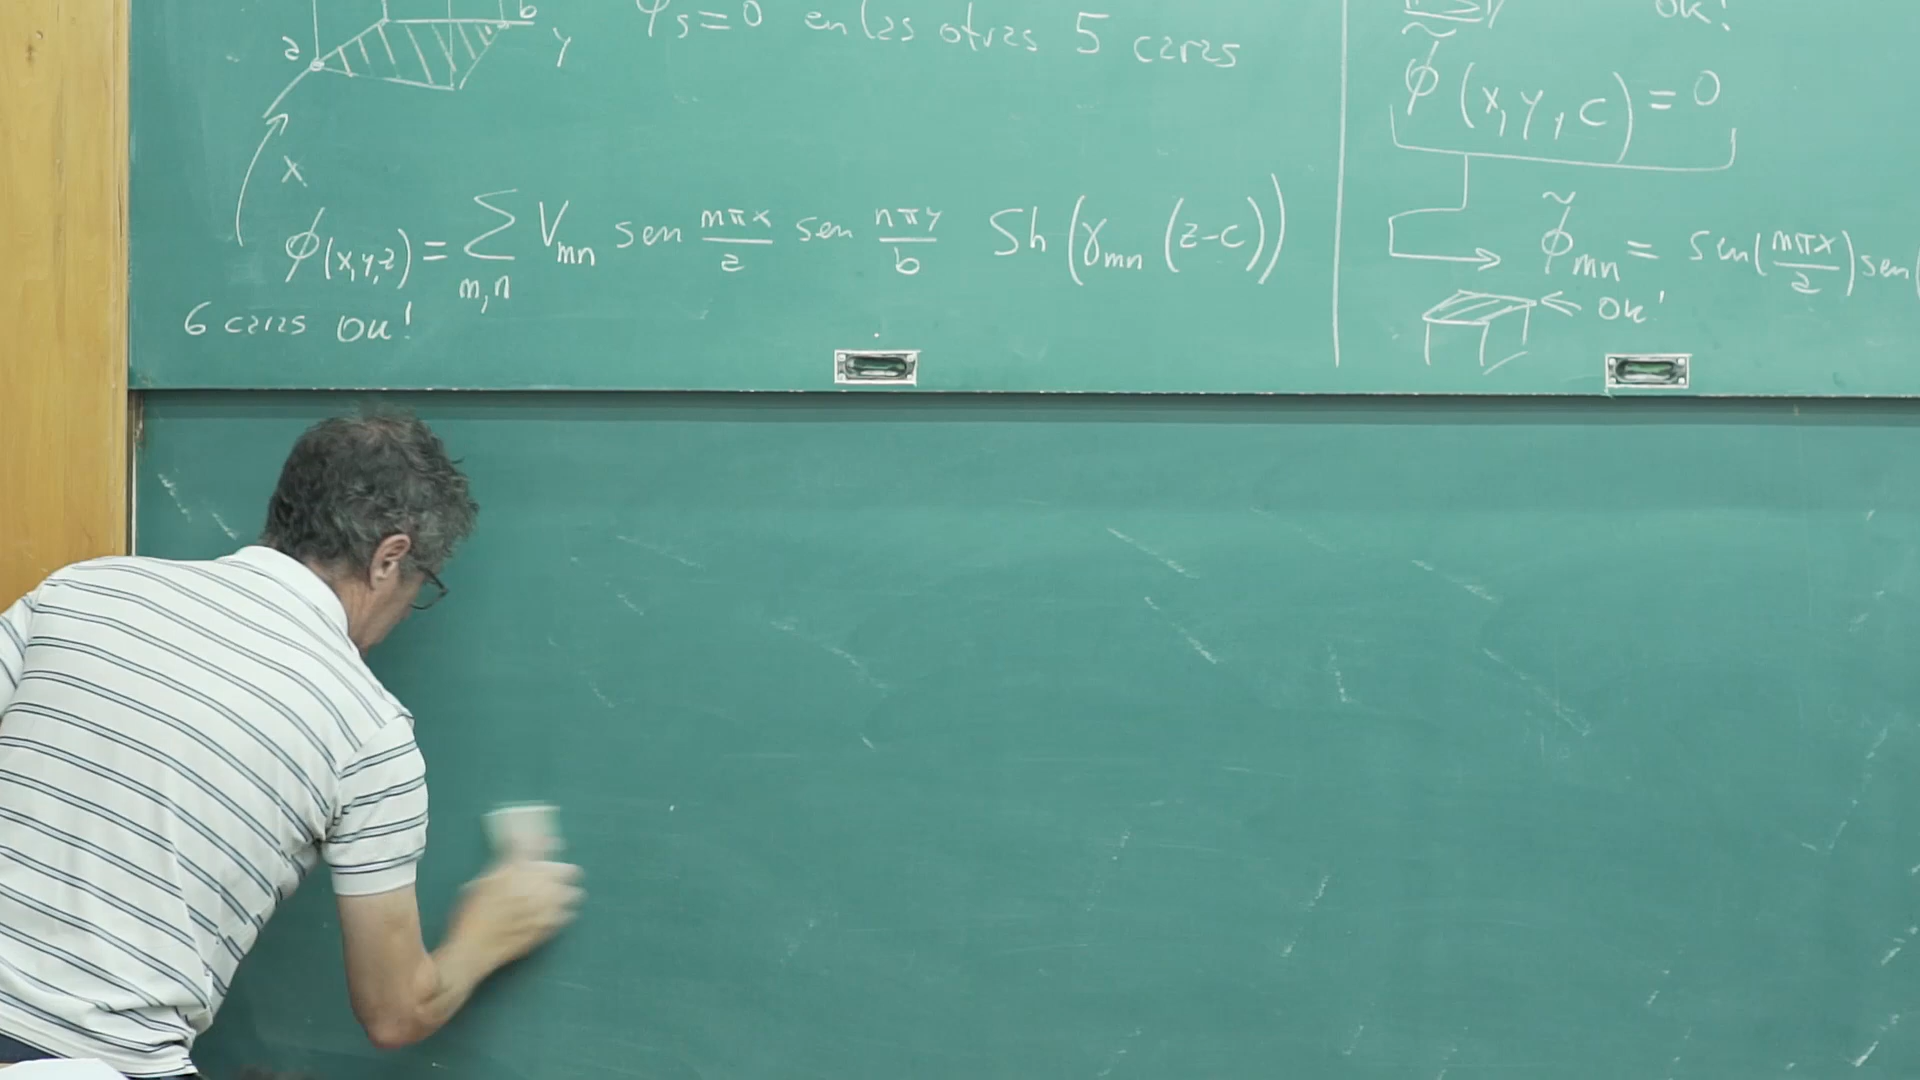 a
b
y
x
φs=0 en las otras 5 caras
φ(x,y,z) = Σ Vmn sen mπx/a sen nπy/b Sh(γmn(z-c))
m,n
6 caras OK!
OK!
φ̃(x,y,c)=0
φ̃mn = sen(mπx/a)sen(
OK!